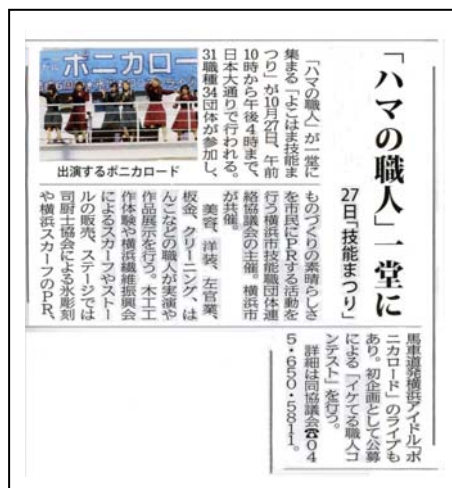 「ハマの職人」一堂に
27日「技能まつり」
「ハマの職人」が一堂に
集まる「よこはま技能ま
つり」が10月27日、午前
10時から午後4時まで、
日本大通りで行われる。
31職種34団体が参加し、
ものづくりの素晴らしさ
を市民にPRする活動を
行う横浜市技能職団体連
絡協議会の主催。横浜市
が共催。
美容、洋装、左官業、
板金、クリーニング、は
んこなどの職人が実演や
作品展示を行う。木工工
作体験や横浜繊維振興会
によるスカーフやストー
ルの販売、ステージでは
司厨士協会による氷彫刻
や横浜スカーフのPR、
馬車道発横浜アイドル「ポ
ニカロード」のライブも
あり。初企画として公募
による「イケてる職人コ
ンテスト」を行う。
詳細は同協議会☎04
5・650・5811。
ポニカロー
出演するポニカロード